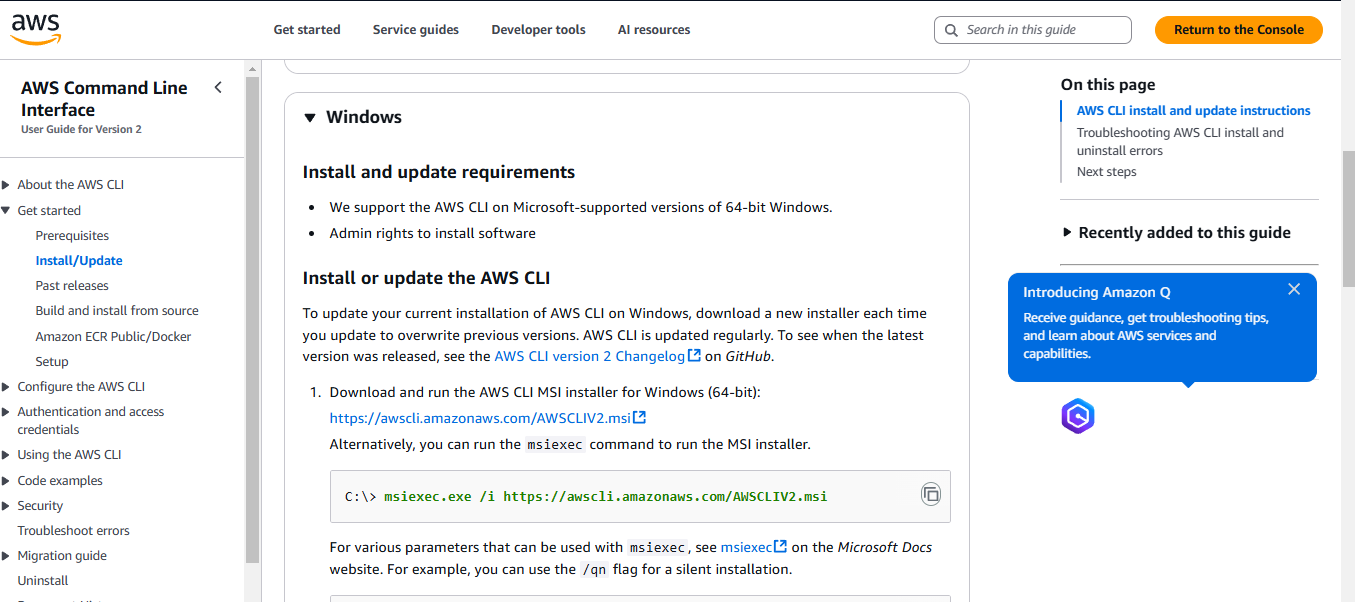 aws
Get started
Service guides
Developer tools
AI resources
Search in this guide
Return to the Console
AWS Command Line
Interface
User Guide for Version 2
About the AWS CLI
Get started
Prerequisites
Install/Update
Past releases
Build and install from source
Amazon ECR Public/Docker
Setup
Configure the AWS CLI
Authentication and access
credentials
Using the AWS CLI
Code examples
Security
Troubleshoot errors
Migration guide
Uninstall
Windows
Install and update requirements
• We support the AWS CLI on Microsoft-supported versions of 64-bit Windows.
• Admin rights to install software
Install or update the AWS CLI
To update your current installation of AWS CLI on Windows, download a new installer each time
you update to overwrite previous versions. AWS CLI is updated regularly. To see when the latest
version was released, see the AWS CLI version 2 Changelog on GitHub.
1. Download and run the AWS CLI MSI installer for Windows (64-bit):
https://awscli.amazonaws.com/AWSCLIV2.msi
Alternatively, you can run the msiexec command to run the MSI installer.
C:\> msiexec.exe /i https://awscli.amazonaws.com/AWSCLIV2.msi
For various parameters that can be used with msiexec, see msiexec on the Microsoft Docs
website. For example, you can use the /qn flag for a silent installation.
On this page
AWS CLI install and update instructions
Troubleshooting AWS CLI install and
uninstall errors
Next steps
Recently added to this guide
Introducing Amazon Q
Receive guidance, get troubleshooting tips,
and learn about AWS services and
capabilities.